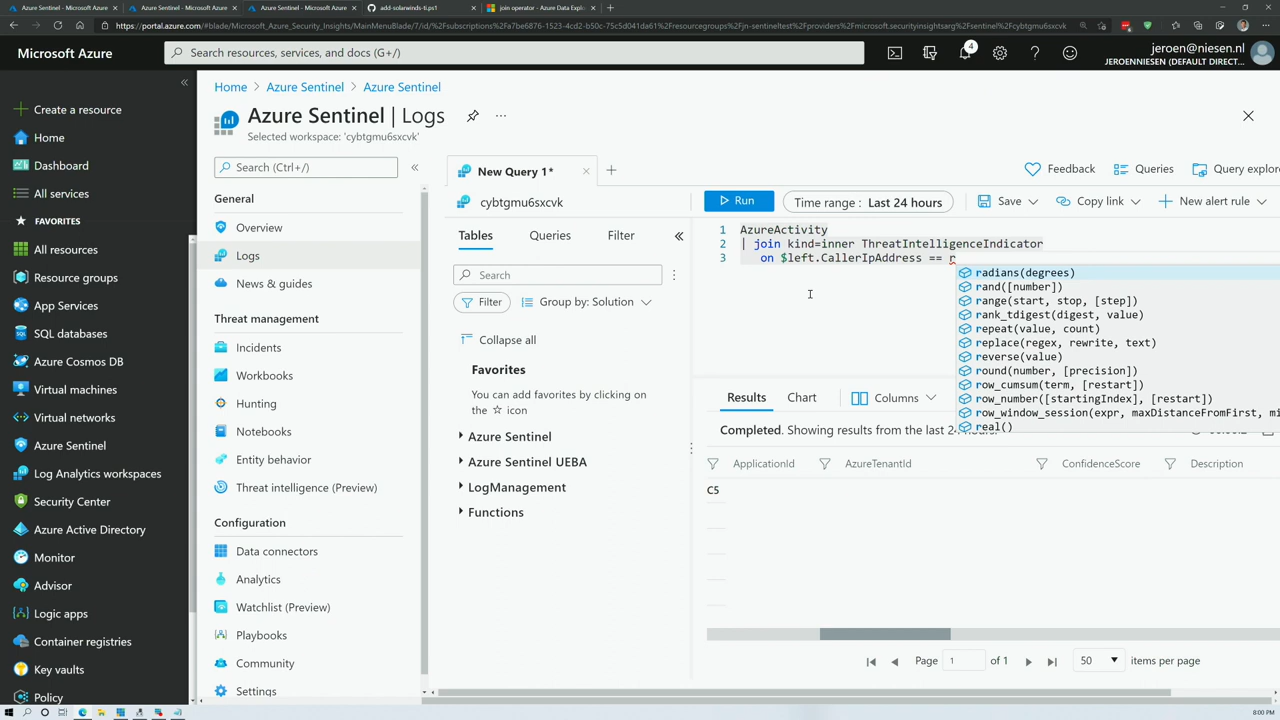 Azure Sentinel - Microsoft Azure
Azure Sentinel - Microsoft Azure
Azure Sentinel - Microsoft Azure
add-solarwinds-ti.ps1
join operator - Azure Data Explo
Microsoft Azure
Search resources, services, and docs (G+/)
4
jeroen@niesen.nl
JEROENNIESEN (DEFAULT DIRECT...
Create a resource
Home
Dashboard
All services
FAVORITES
All resources
Resource groups
App Services
SQL databases
Azure Cosmos DB
Virtual machines
Virtual networks
Azure Sentinel
Log Analytics workspaces
Security Center
Azure Active Directory
Monitor
Advisor
Logic apps
Container registries
Key vaults
Policy
Home > Azure Sentinel > Azure Sentinel
Azure Sentinel | Logs
Selected workspace: 'cybtgmu6sxcvk'
Search (Ctrl+/)
General
Overview
Logs
News & guides
Threat management
Incidents
Workbooks
Hunting
Notebooks
Entity behavior
Threat intelligence (Preview)
Configuration
Data connectors
Analytics
Watchlist (Preview)
Playbooks
Community
Settings
New Query 1*
Feedback
Queries
Query explor
cybtgmu6sxcvk
Run
Time range : Last 24 hours
Save
Copy link
New alert rule
Tables
Queries
Filter
Search
Filter
Group by: Solution
Collapse all
Favorites
You can add favorites by clicking on
the ☆ icon
Azure Sentinel
Azure Sentinel UEBA
LogManagement
Functions
1 AzureActivity
2 | join kind=inner ThreatIntelligenceIndicator
3 on $left.CallerIpAddress == r
radians(degrees)
rand([number])
range(start, stop, [step])
rank_tdigest(digest, value)
repeat(value, count)
replace(regex, rewrite, text)
reverse(value)
round(number, [precision])
row_cumsum(term, [restart])
row_number([startingIndex], [restart])
row_window_session(expr, maxDistanceFromFirst, mi
real()
Results
Chart
Columns
Completed. Showing results from the last 24
ApplicationId
AzureTenantId
ConfidenceScore
Description
C5
Page 1 of 1
50 items per page
8:00 PM